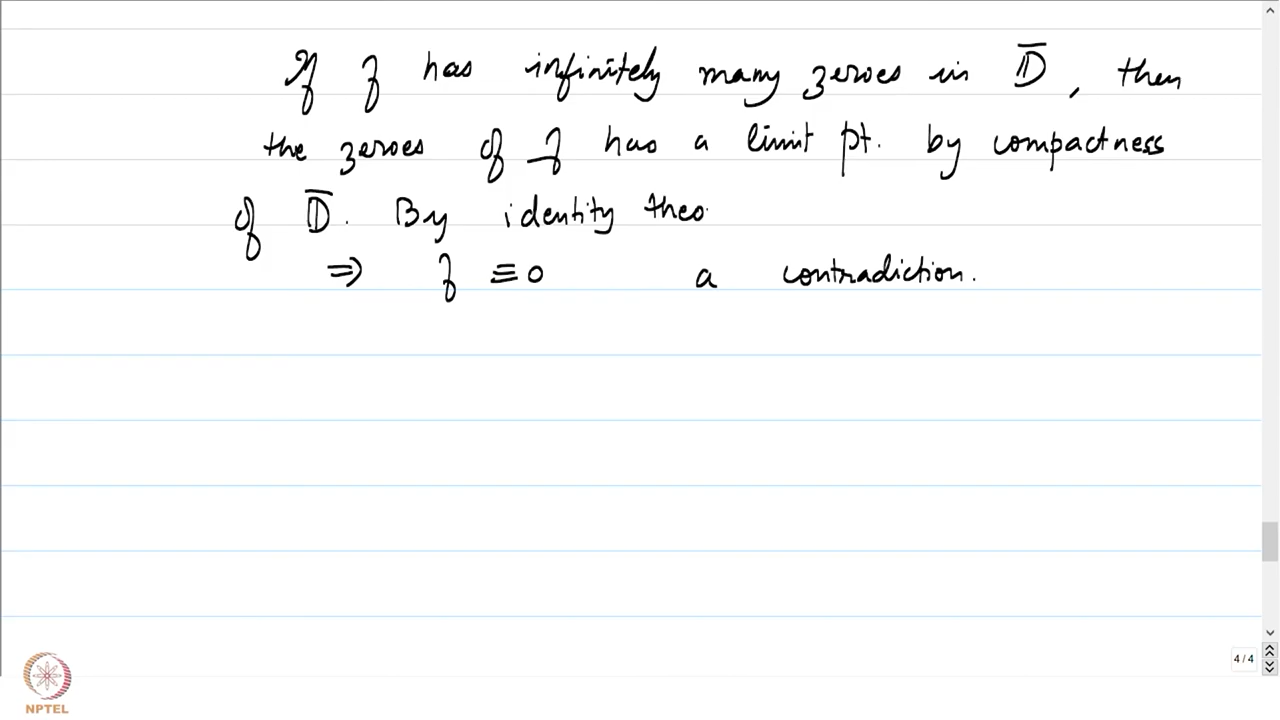 If f has infinitely many zeroes in D̅, then
the zeroes of f has a limit pt. by compactness
of D̅. By identity theo
⇒ f ≡ 0 a contradiction.
4 / 4
NPTEL